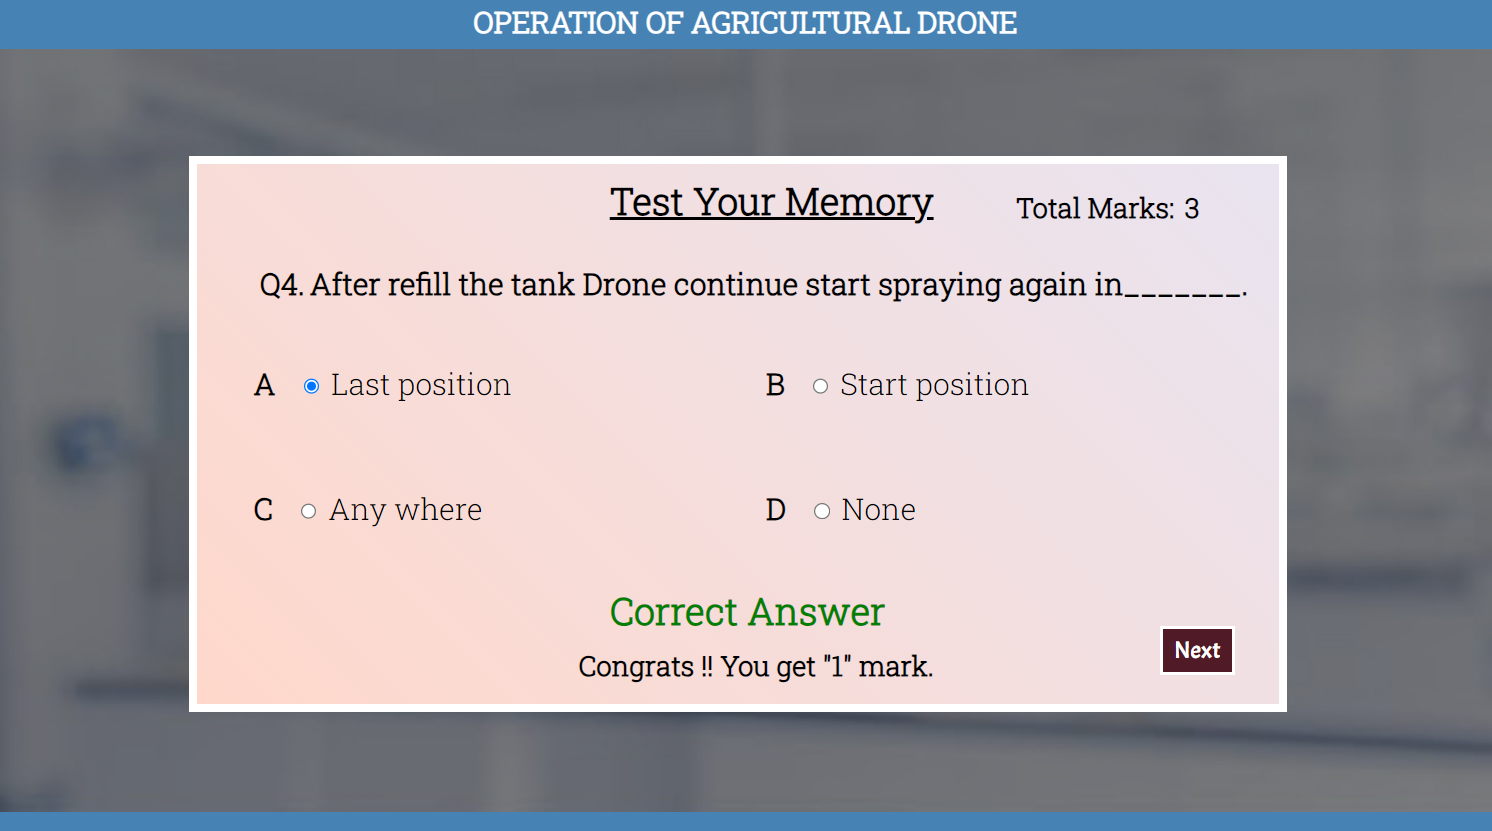 OPERATION OF AGRICULTURAL DRONE
Test Your Memory
Total Marks: 3
Q4. After refill the tank Drone continue start spraying again in_______.
A Last position
B Start position
C Any where
D None
Correct Answer
Congrats !! You get "1" mark.
Next